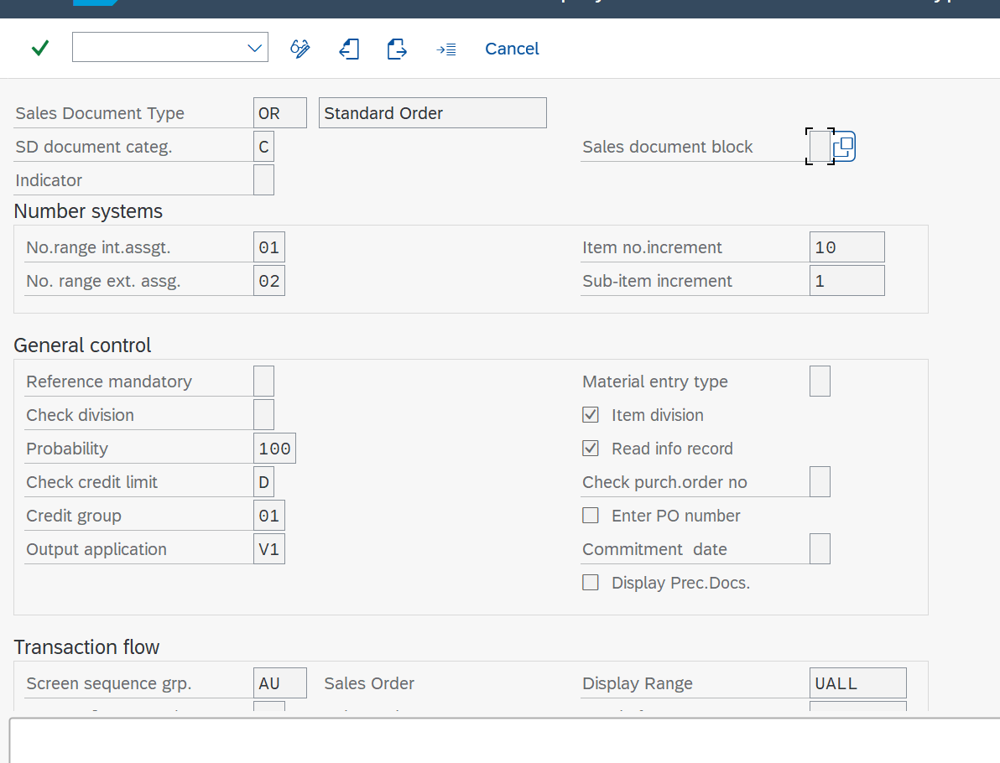 Cancel
Sales Document Type OR Standard Order
SD document categ. C Sales document block
Indicator
Number systems
No.range int.assgt. 01 Item no.increment 10
No. range ext. assg. 02 Sub-item increment 1
General control
Reference mandatory Material entry type
Check division Item division
Probability 100 Read info record
Check credit limit D Check purch.order no
Credit group 01 Enter PO number
Output application V1 Commitment  date
Display Prec.Docs.
Transaction flow
Screen sequence grp. AU Sales Order Display Range UALL